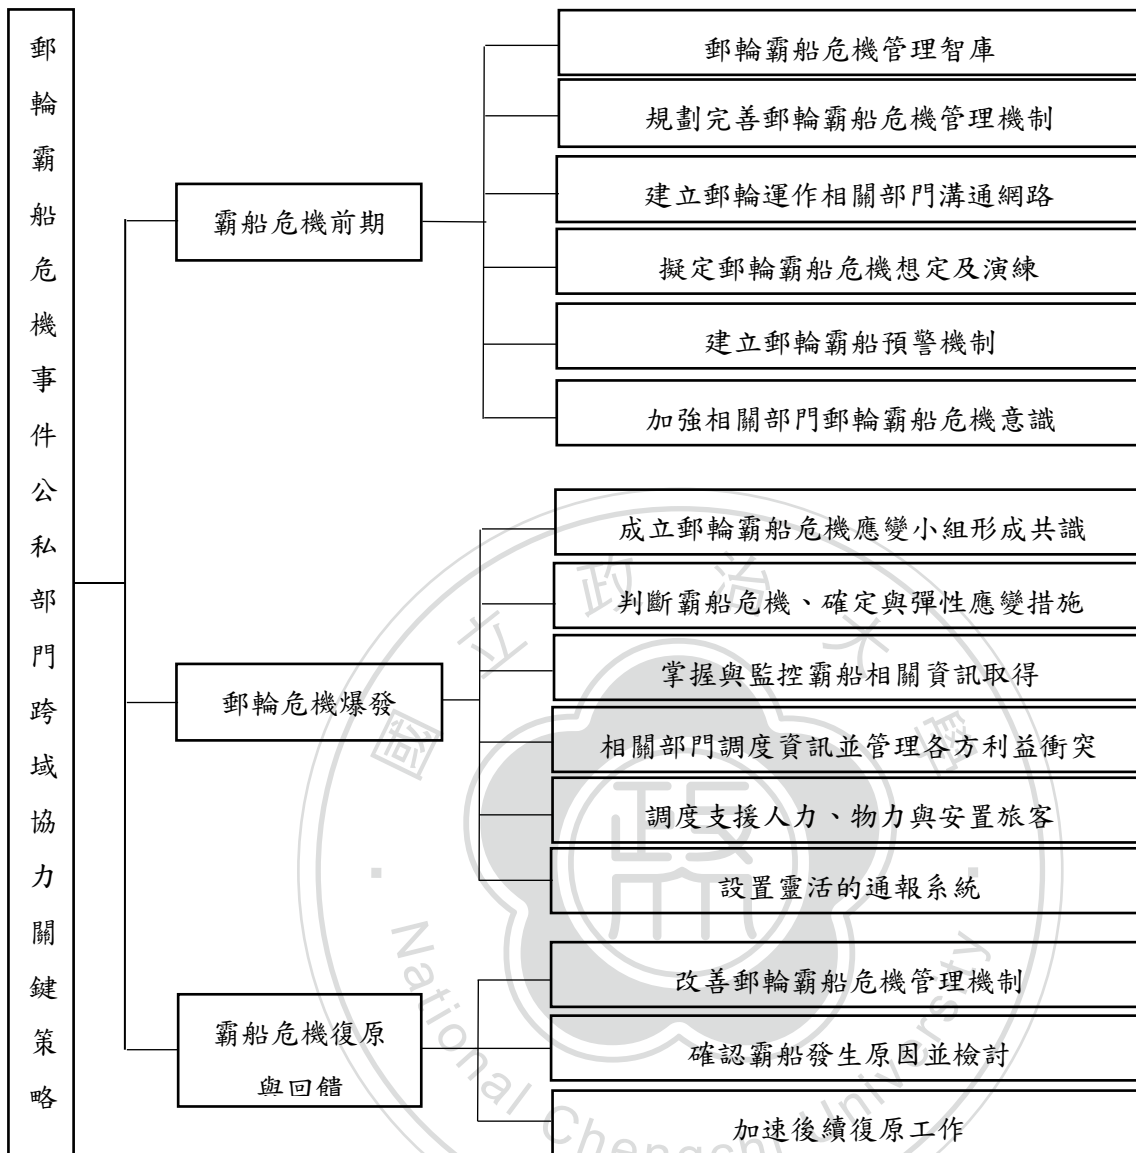 郵輪霸船危機事件公私部門跨域協力關鍵策略
霸船危機前期
郵輪霸船危機管理智庫
規劃完善郵輪霸船危機管理機制
建立郵輪運作相關部門溝通網路
擬定郵輪霸船危機想定及演練
建立郵輪霸船預警機制
加強相關部門郵輪霸船危機意識
郵輪危機爆發
成立郵輪霸船危機應變小組形成共識
判斷霸船危機、確定與彈性應變措施
掌握與監控霸船相關資訊取得
相關部門調度資訊並管理各方利益衝突
調度支援人力、物力與安置旅客
設置靈活的通報系統
霸船危機復原
與回饋
改善郵輪霸船危機管理機制
確認霸船發生原因並檢討
加速後續復原工作
國立政治大學
National Chengchi University